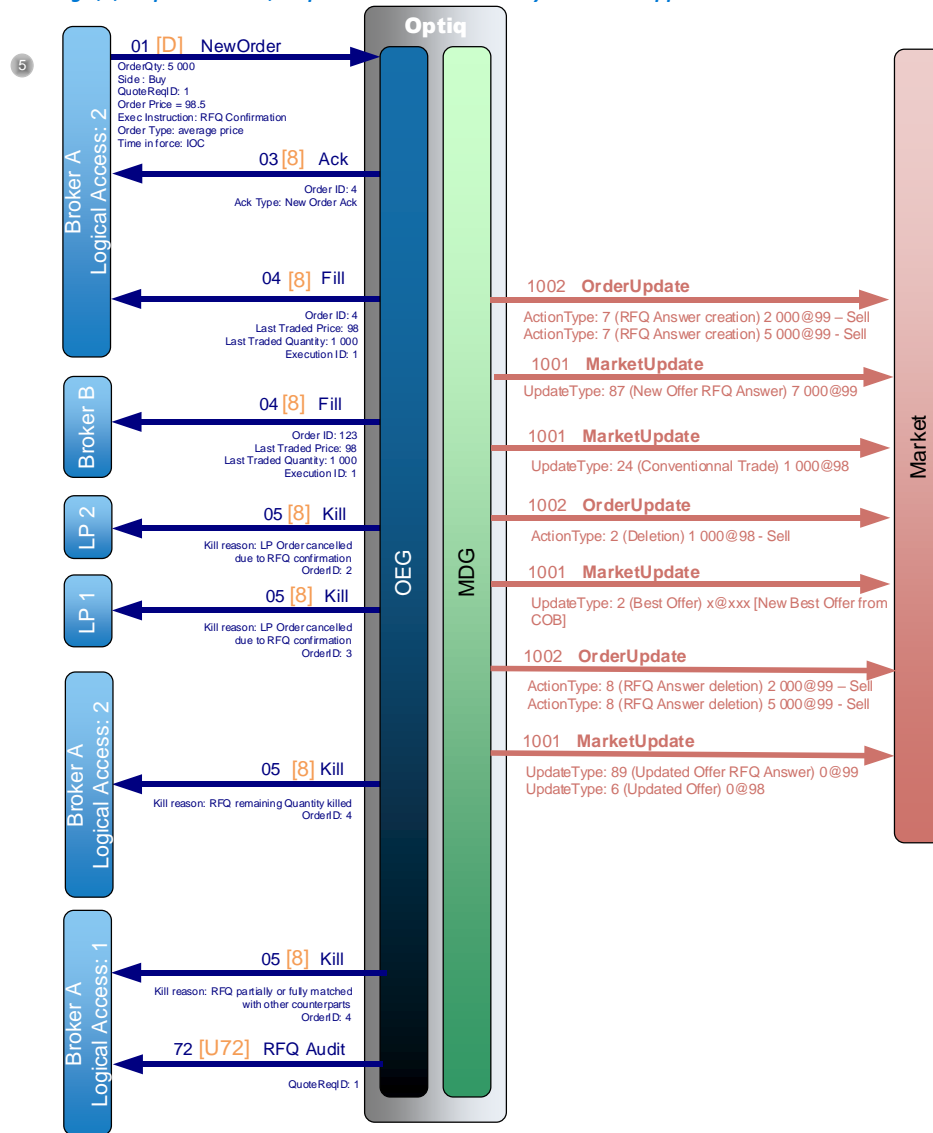 Optiq
5
Broker A
Logical Access: 2
01 [D] NewOrder
OrderQty: 5 000
Side : Buy
QuoteReqID: 1
Order Price = 98.5
Exec Instruction: RFQ Confirmation
Order Type: average price
Time in force: IOC
03 [8] Ack
Order ID: 4
Ack Type: New Order Ack
04 [8] Fill
Order ID: 4
Last Traded Price: 98
Last Traded Quantity: 1 000
Execution ID: 1
Broker B
04 [8] Fill
Order ID: 123
Last Traded Price: 98
Last Traded Quantity: 1 000
Execution ID: 1
LP 2
05 [8] Kill
Kill reason: LP Order cancelled
due to RFQ confirmation
OrderID: 2
LP 1
05 [8] Kill
Kill reason: LP Order cancelled
due to RFQ confirmation
OrderID: 3
Broker A
Logical Access: 2
05 [8] Kill
Kill reason: RFQ remaining Quantity killed
OrderID: 4
Broker A
Logical Access: 1
05 [8] Kill
Kill reason: RFQ partially or fully matched
with other counterparts
OrderID: 4
72 [U72] RFQ Audit
QuoteReqID: 1
OEG
MDG
1002 OrderUpdate
ActionType: 7 (RFQ Answer creation) 2 000@99 – Sell
ActionType: 7 (RFQ Answer creation) 5 000@99 - Sell
1001 MarketUpdate
UpdateType: 87 (New Offer RFQ Answer) 7 000@99
1001 MarketUpdate
UpdateType: 24 (Conventionnal Trade) 1 000@98
1002 OrderUpdate
ActionType: 2 (Deletion) 1 000@98 - Sell
1001 MarketUpdate
UpdateType: 2 (Best Offer) x@xxx [New Best Offer from
COB]
1002 OrderUpdate
ActionType: 8 (RFQ Answer deletion) 2 000@99 – Sell
ActionType: 8 (RFQ Answer deletion) 5 000@99 - Sell
1001 MarketUpdate
UpdateType: 89 (Updated Offer RFQ Answer) 0@99
UpdateType: 6 (Updated Offer) 0@98
Market